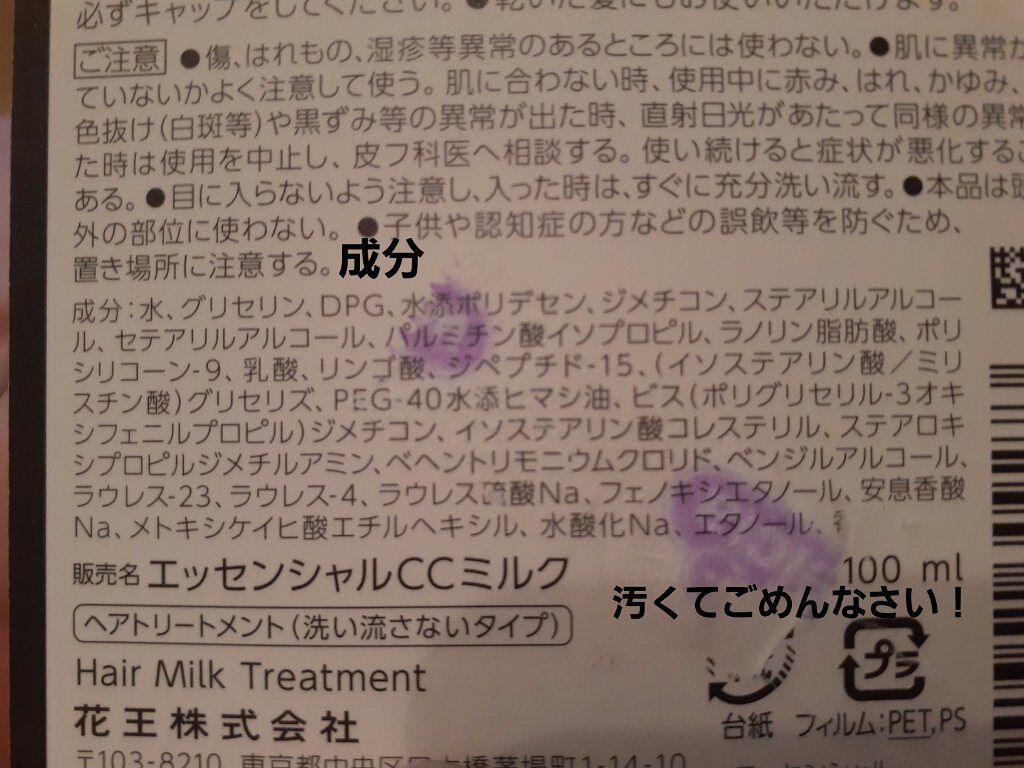 必ずキャップをしてください。●乾いた髪にもお使いいただけます。
ご注意 ●傷、はれもの、湿疹等異常のあるところには使わない。●肌に異常が
ていないかよく注意して使う。肌に合わない時、使用中に赤み、はれ、かゆみ、
色抜け(白斑等)や黒ずみ等の異常が出た時、直射日光があたって同様の異常
た時は使用を中止し、皮フ科医へ相談する。使い続けると症状が悪化するこ
ある。●目に入らないよう注意し、入った時は、すぐに充分洗い流す。●本品は頭
外の部位に使わない。●子供や認知症の方などの誤飲等を防ぐため、
置き場所に注意する。
成分
成分:水、グリセリン、DPG、水添ポリデセン、ジメチコン、ステアリルアルコー
ル、セテアリルアルコール、パルミチン酸イソプロピル、ラノリン脂肪酸、ポリ
シリコーン-9、乳酸、リンゴ酸、ジペプチド-15、(イソステアリン酸/ミリ
スチン酸)グリセリズ、PEG-40水添ヒマシ油、ビス(ポリグリセリル-3オキ
シフェニルプロピル)ジメチコン、イソステアリン酸コレステリル、ステアロキ
シプロピルジメチルアミン、ベヘントリモニウムクロリド、ベンジルアルコール、
ラウレス-23、ラウレス-4、ラウレス硫酸Na、フェノキシエタノール、安息香酸
Na、メトキシケイヒ酸エチルヘキシル、水酸化Na、エタノール、
販売名 エッセンシャルCCミルク 100 ml
汚くてごめんなさい!
ヘアトリートメント(洗い流さないタイプ)
Hair Milk Treatment
プラ
花王株式会社
台紙 フィルム:PET,PS
〒103-8210 東京都中央区日本橋茅場町1-14-10
エッセンシャル